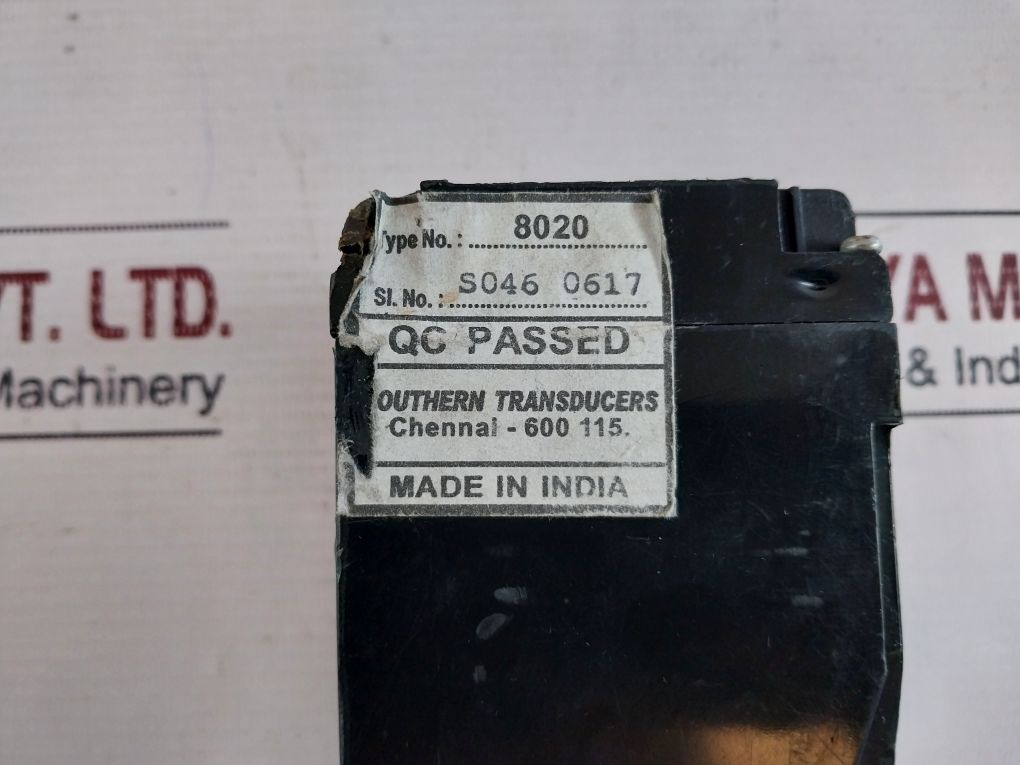 Type No. : 8020
Sl. No. : S046 0617
QC PASSED
OUTHERN TRANSDUCERS
Chennai - 600 115.
MADE IN INDIA
VT. LTD.
Machinery
YA M
& Ind